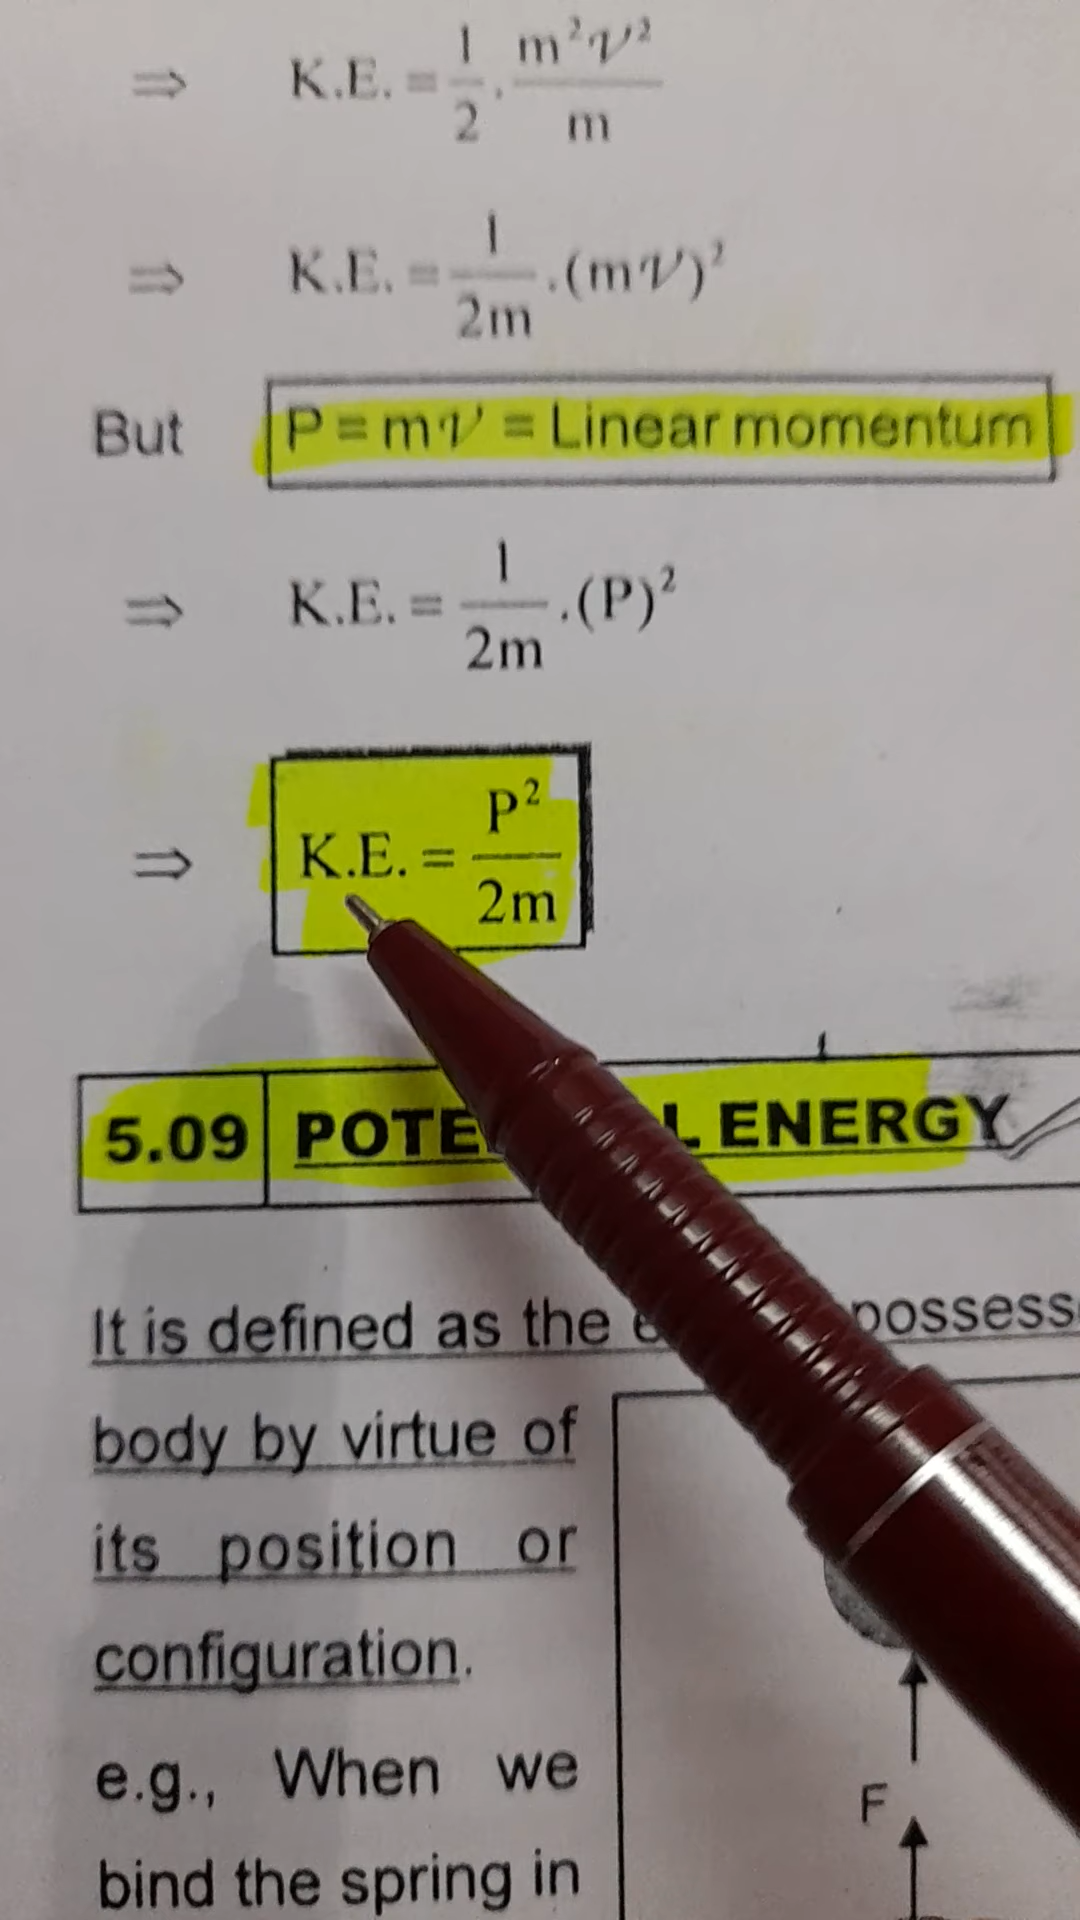 ⇒ K.E. = 1/2 . m²v²/m
⇒ K.E. = 1/2m .(mv)²
But P = mv = Linear momentum
⇒ K.E. = 1/2m .(P)²
⇒ K.E. = P²/2m
5.09 POTE L ENERGY
It is defined as the possess
body by virtue of
its position or
configuration.
e.g., When we
bind the spring in
F